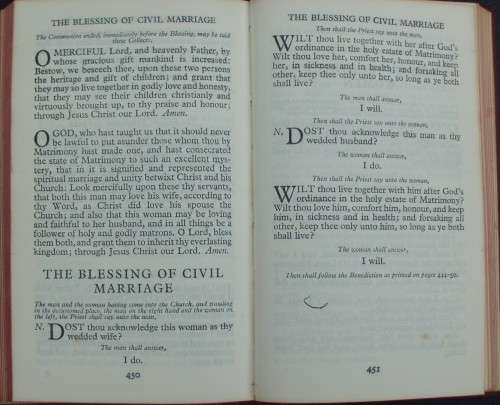 THE BLESSING OF CIVIL MARRIAGE
The Communion ended, immediately before the Blessing, may be said
these Collects.
O MERCIFUL Lord, and heavenly Father, by
whose gracious gift mankind is increased:
Bestow, we beseech thee, upon these two persons
the heritage and gift of children; and grant that
they may so live together in godly love and honesty,
that they may see their children christianly and
virtuously brought up, to thy praise and honour;
through Jesus Christ our Lord. Amen.
O GOD, who hast taught us that it should never
be lawful to put asunder those whom thou by
Matrimony hast made one, and hast consecrated
the state of Matrimony to such an excellent mys-
tery, that in it is signified and represented the
spiritual marriage and unity betwixt Christ and his
Church: Look mercifully upon these thy servants,
that both this man may love his wife, according to
thy Word, as Christ did love his spouse the
Church; and also that this woman may be loving
and faithful to her husband, and in all things be a
follower of holy and godly matrons. O Lord, bless
them both, and grant them to inherit thy everlasting
kingdom; through Jesus Christ our Lord. Amen.
THE BLESSING OF CIVIL
MARRIAGE
The man and the woman having come into the Church, and standing
in the accustomed place, the man on the right hand and the woman on
the left, the Priest shall say unto the man,
N. DOST thou acknowledge this woman as thy
wedded wife?
The man shall answer,
I do.
450
THE BLESSING OF CIVIL MARRIAGE
Then shall the Priest say unto the man,
WILT thou live together with her after God's
ordinance in the holy estate of Matrimony?
Wilt thou love her, comfort her, honour, and keep
her, in sickness and in health; and forsaking all
other, keep thee only unto her, so long as ye both
shall live?
The man shall answer,
I will.
Then shall the Priest say unto the woman,
N. DOST thou acknowledge this man as thy
wedded husband?
The woman shall answer,
I do.
Then shall the Priest say unto the woman,
WILT thou live together with him after God's
ordinance in the holy estate of Matrimony?
Wilt thou love him, comfort him, honour, and keep
him, in sickness and in health; and forsaking all
other, keep thee only unto him, so long as ye both
shall live?
The woman shall answer,
I will.
Then shall follow the Benediction as printed on pages 444-50.
451